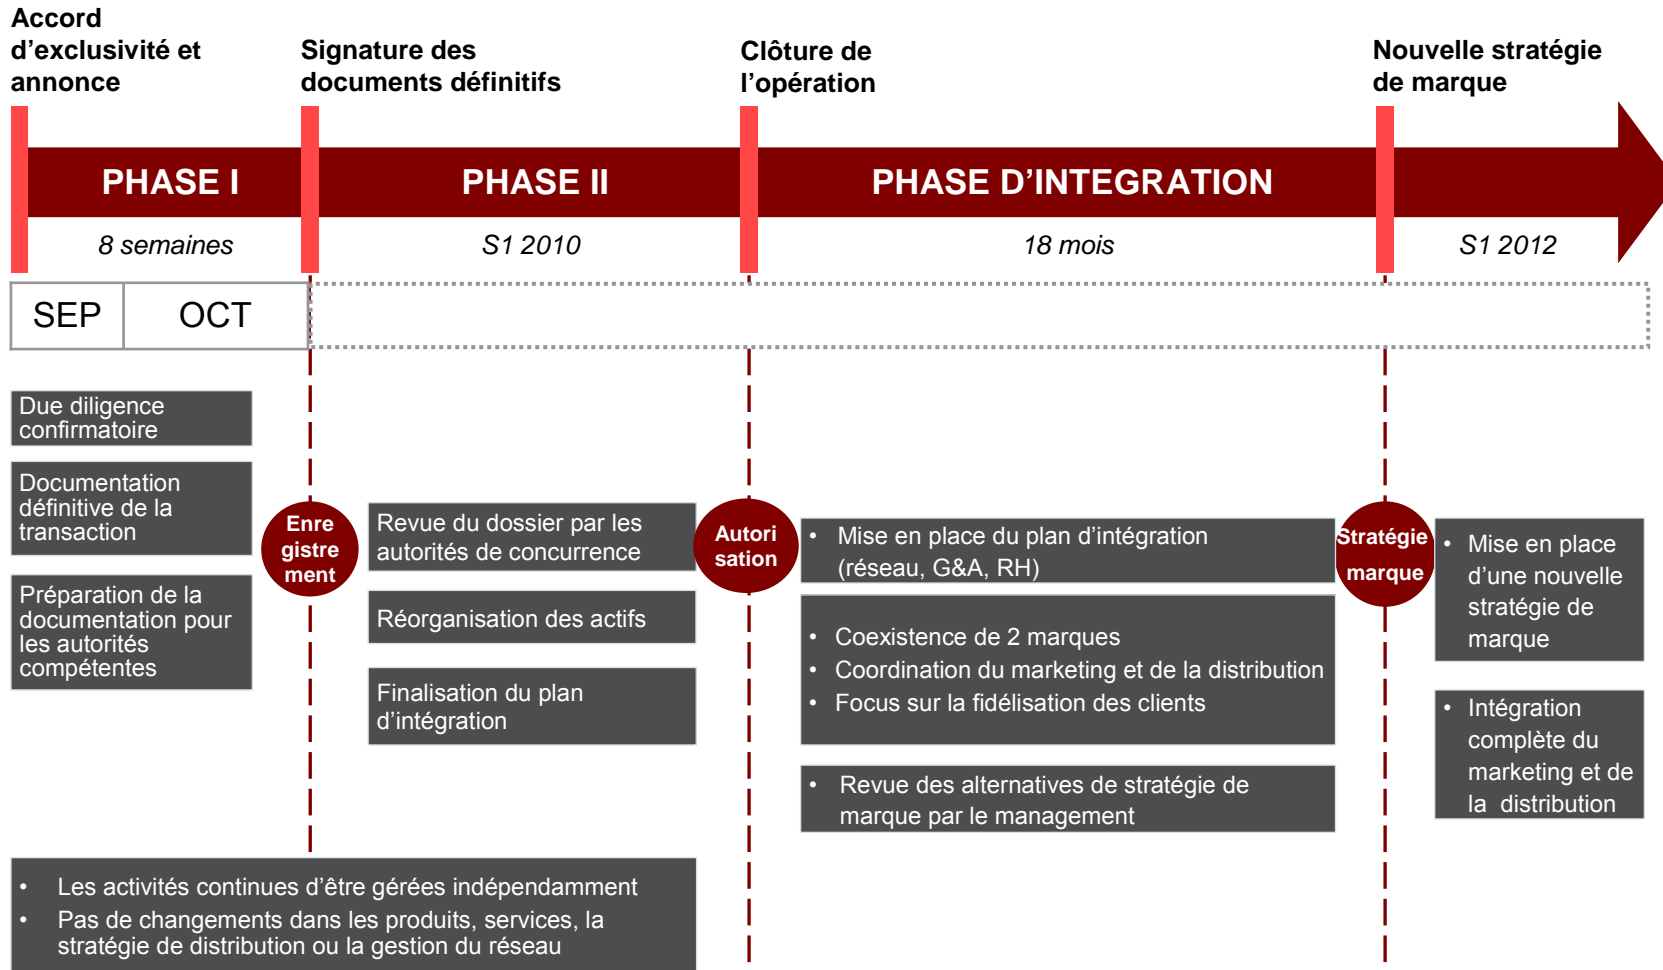 Accord
d’exclusivité et
annonce
Signature des
documents définitifs
Clôture de
l’opération
Nouvelle stratégie
de marque
PHASE I
PHASE II
PHASE D’INTEGRATION
8 semaines
S1 2010
18 mois
S1 2012
SEP
OCT
Due diligence
confirmatoire
Documentation
définitive de la
transaction
Préparation de la
documentation pour
les autorités
compétentes
Enre
gistre
ment
Revue du dossier par les
autorités de concurrence
Réorganisation des actifs
Finalisation du plan
d’intégration
Autori
sation
• Mise en place du plan d’intégration
(réseau, G&A, RH)
• Coexistence de 2 marques
• Coordination du marketing et de la distribution
• Focus sur la fidélisation des clients
• Revue des alternatives de stratégie de
marque par le management
Stratégie
marque
• Mise en place
d’une nouvelle
stratégie de
marque
• Intégration
complète du
marketing et de
la distribution
• Les activités continues d’être gérées indépendamment
• Pas de changements dans les produits, services, la
stratégie de distribution ou la gestion du réseau